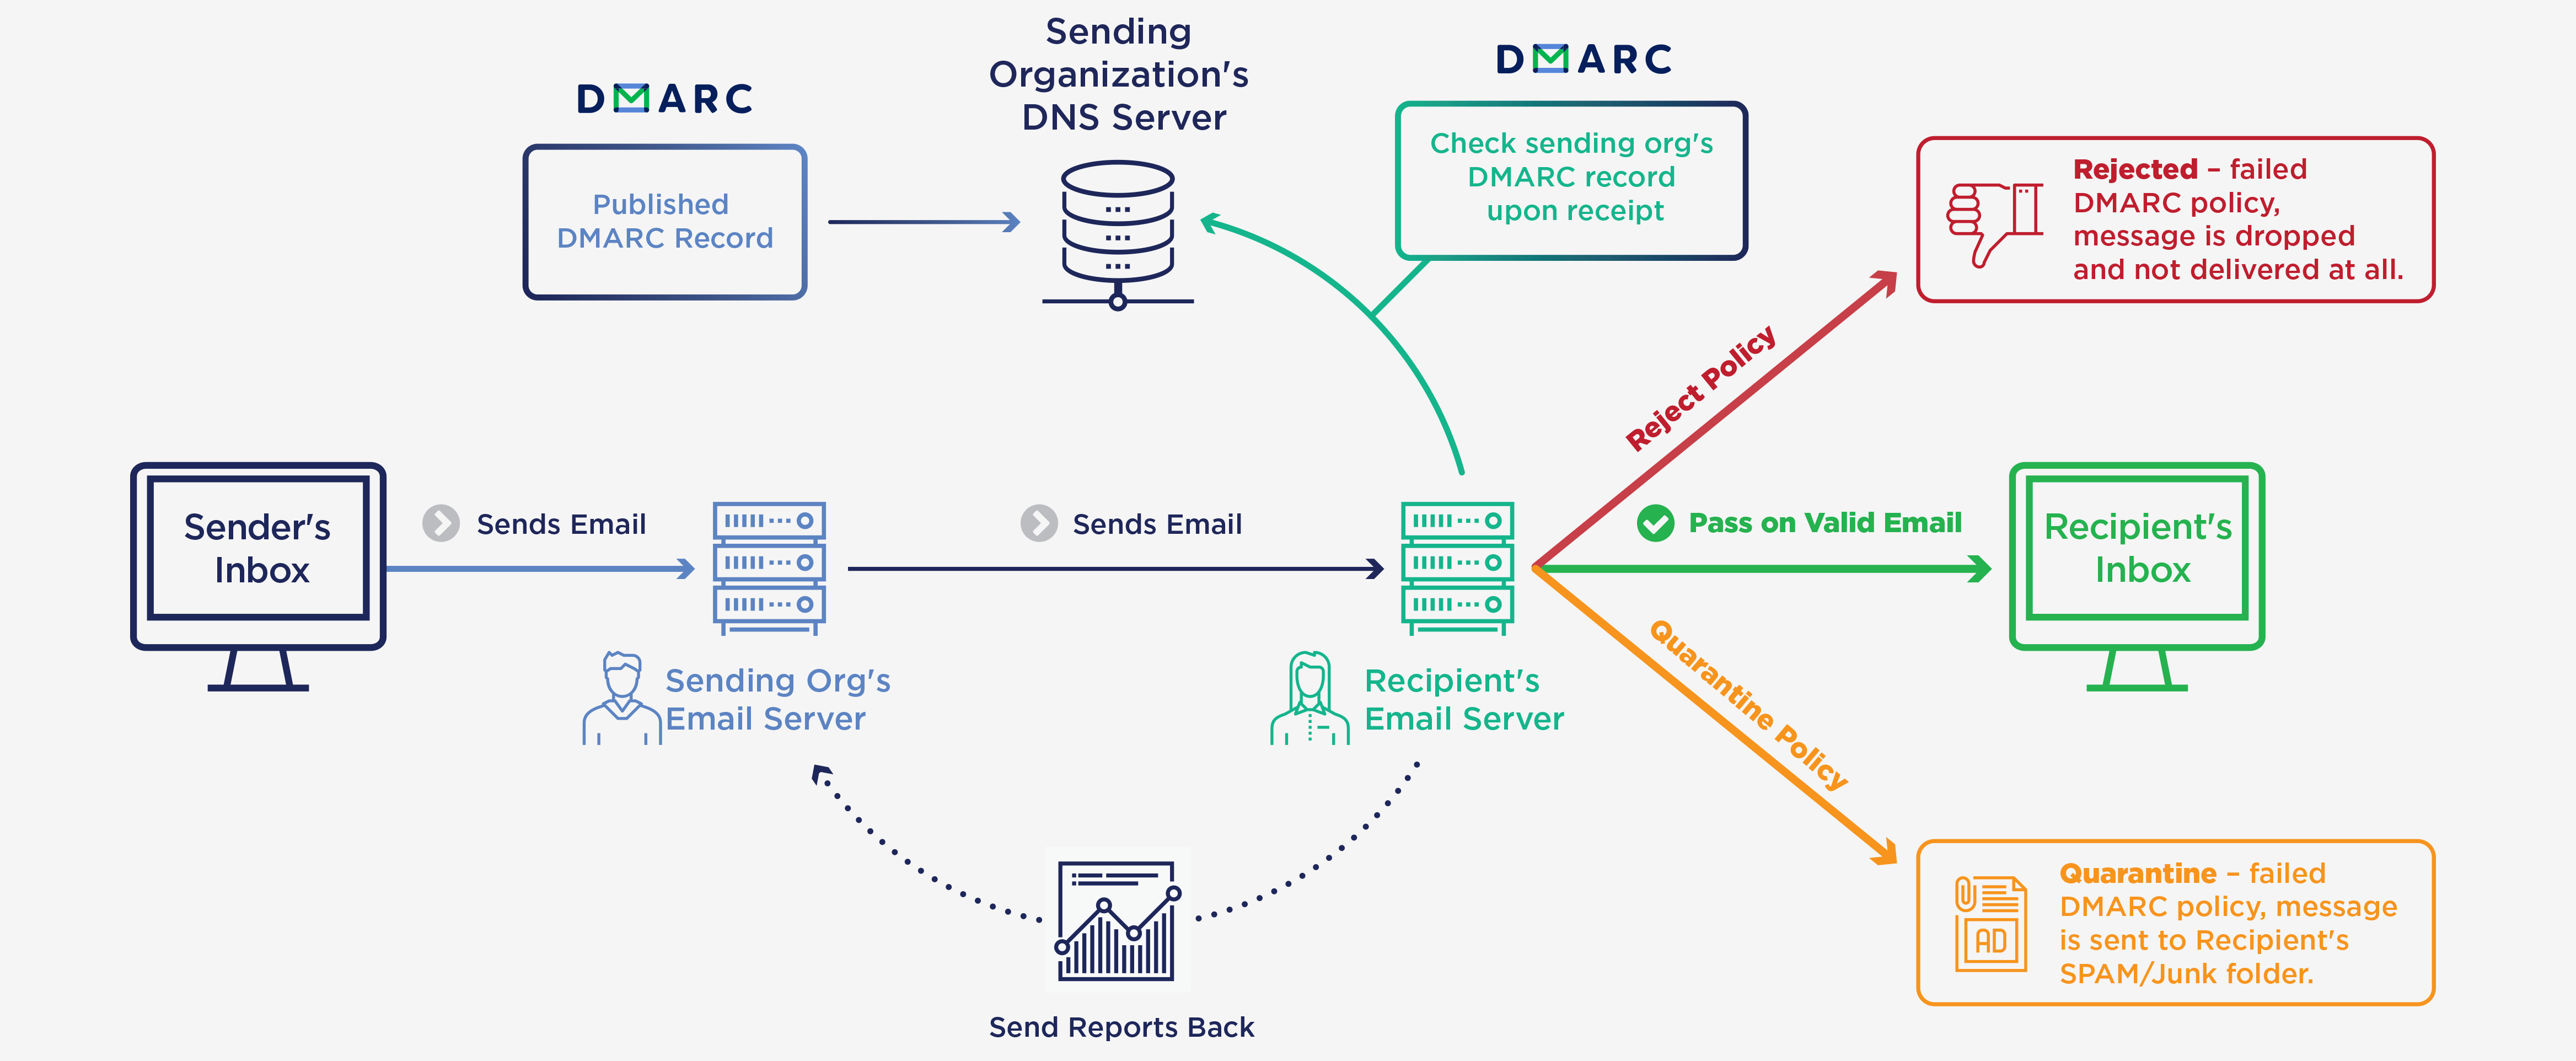 DMARC
Published
DMARC Record
Sending
Organization's
DNS Server
DMARC
Check sending org's
DMARC record
upon receipt
Rejected – failed
DMARC policy,
message is dropped
and not delivered at all.
Reject Policy
Sender's
Inbox
Sends Email
Sending Org's
Email Server
Sends Email
Recipient's
Email Server
Pass on Valid Email
Recipient's
Inbox
Quarantine Policy
AD
Quarantine – failed
DMARC policy, message
is sent to Recipient's
SPAM/Junk folder.
Send Reports Back